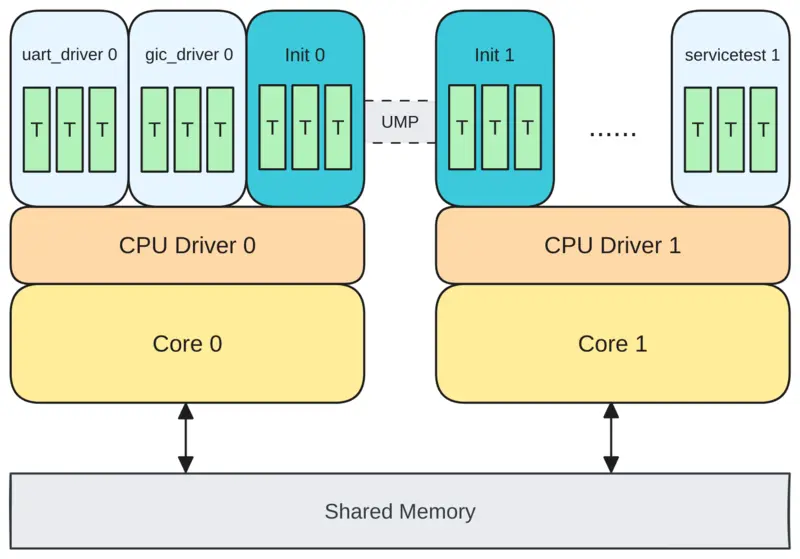 uart_driver 0
gic_driver 0
Init 0
Init 1
servicetest 1
T T T
T T T
T T T
UMP
T T T
......
T T T
CPU Driver 0
CPU Driver 1
Core 0
Core 1
Shared Memory